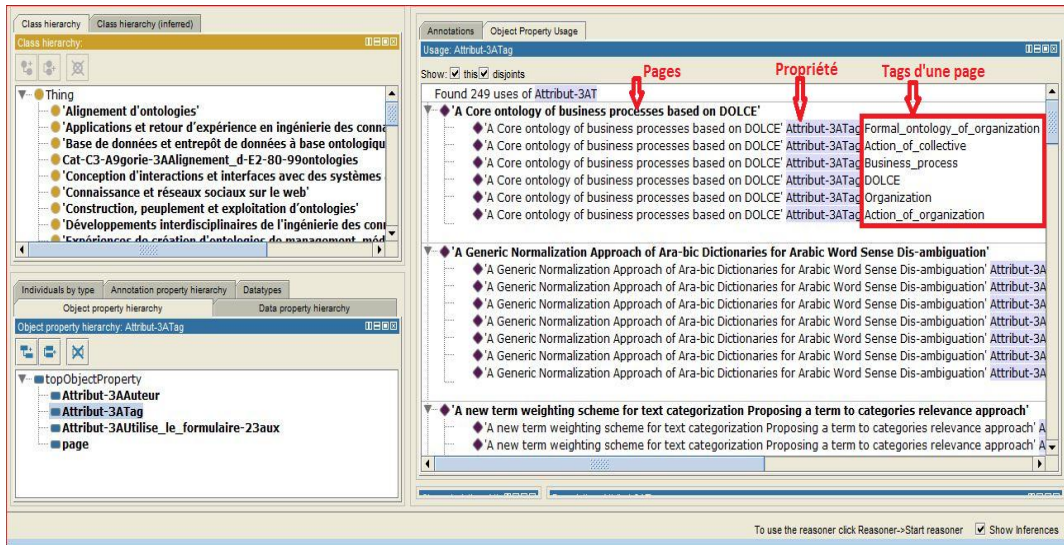 Class hierarchy Class hierarchy (inferred)
Class hierarchy:
Thing
'Alignement d'ontologies'
'Applications et retour d'expérience en ingénierie des conna
'Base de données et entrepôt de données à base ontologiqu
Cat-C3-A9gorie-3AAlignement_d-E2-80-99ontologies
'Conception d'interactions et interfaces avec des systèmes
'Connaissance et réseaux sociaux sur le web'
'Construction, peuplement et exploitation d'ontologies'
'Développements interdisciplinaires de l'ingénierie des conn
'Expériences de création d'ontologies de management, méd
Individuals by type Annotation property hierarchy Datatypes
Object property hierarchy Data property hierarchy
Object property hierarchy: Attribut-3ATag
topObjectProperty
Attribut-3AAuteur
Attribut-3ATag
Attribut-3AUtilise_le_formulaire-23aux
page
Annotations Object Property Usage
Usage: Attribut-3ATag
Show: this disjoints
Pages Propriété Tags d'une page
Found 249 uses of Attribut-3AT
'A Core ontology of business processes based on DOLCE'
'A Core ontology of business processes based on DOLCE' Attribut-3ATag Formal_ontology_of_organization
'A Core ontology of business processes based on DOLCE' Attribut-3ATag Action_of_collective
'A Core ontology of business processes based on DOLCE' Attribut-3ATag Business_process
'A Core ontology of business processes based on DOLCE' Attribut-3ATag DOLCE
'A Core ontology of business processes based on DOLCE' Attribut-3ATag Organization
'A Core ontology of business processes based on DOLCE' Attribut-3ATag Action_of_organization
'A Generic Normalization Approach of Ara-bic Dictionaries for Arabic Word Sense Dis-ambiguation'
'A Generic Normalization Approach of Ara-bic Dictionaries for Arabic Word Sense Dis-ambiguation' Attribut-3A
'A Generic Normalization Approach of Ara-bic Dictionaries for Arabic Word Sense Dis-ambiguation' Attribut-3A
'A Generic Normalization Approach of Ara-bic Dictionaries for Arabic Word Sense Dis-ambiguation' Attribut-3A
'A Generic Normalization Approach of Ara-bic Dictionaries for Arabic Word Sense Dis-ambiguation' Attribut-3A
'A Generic Normalization Approach of Ara-bic Dictionaries for Arabic Word Sense Dis-ambiguation' Attribut-3A
'A Generic Normalization Approach of Ara-bic Dictionaries for Arabic Word Sense Dis-ambiguation' Attribut-3A
'A Generic Normalization Approach of Ara-bic Dictionaries for Arabic Word Sense Dis-ambiguation' Attribut-3A
'A new term weighting scheme for text categorization Proposing a term to categories relevance approach'
'A new term weighting scheme for text categorization Proposing a term to categories relevance approach' A
'A new term weighting scheme for text categorization Proposing a term to categories relevance approach' A
To use the reasoner click Reasoner->Start reasoner Show Inferences